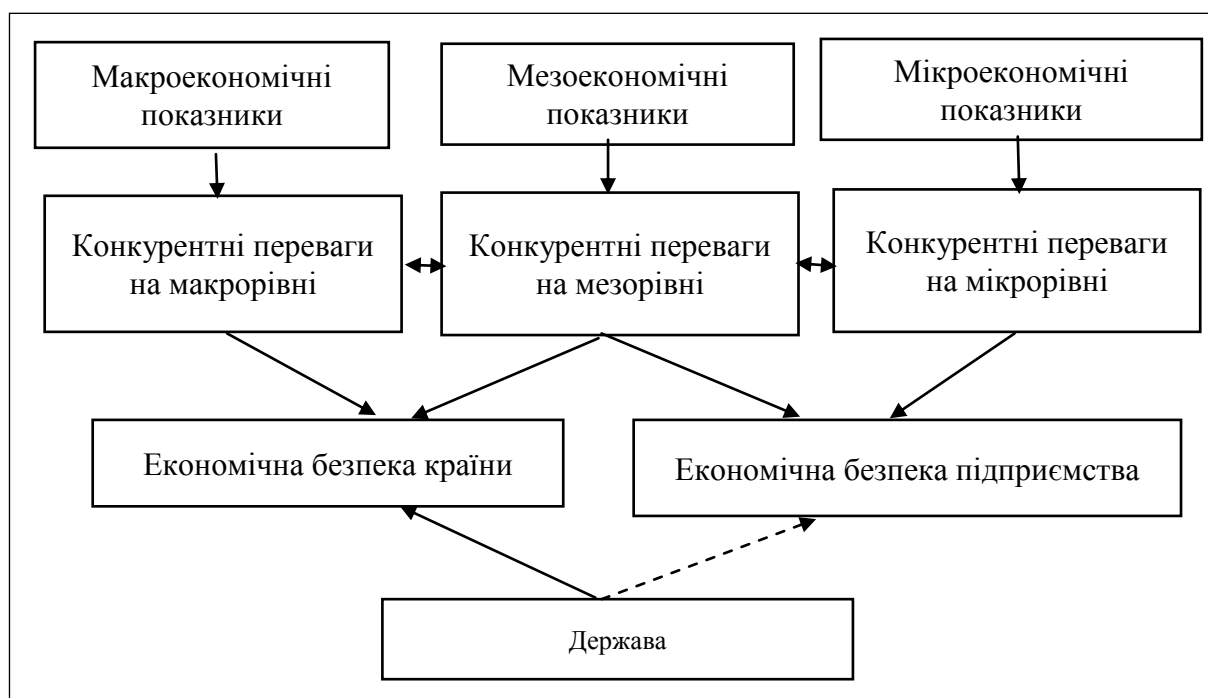 Макроекономічні
показники
Мезоекономічні
показники
Мікроекономічні
показники
Конкурентні переваги
на макрорівні
Конкурентні переваги
на мезорівні
Конкурентні переваги
на мікрорівні
Економічна безпека країни
Економічна безпека підприємства
Держава